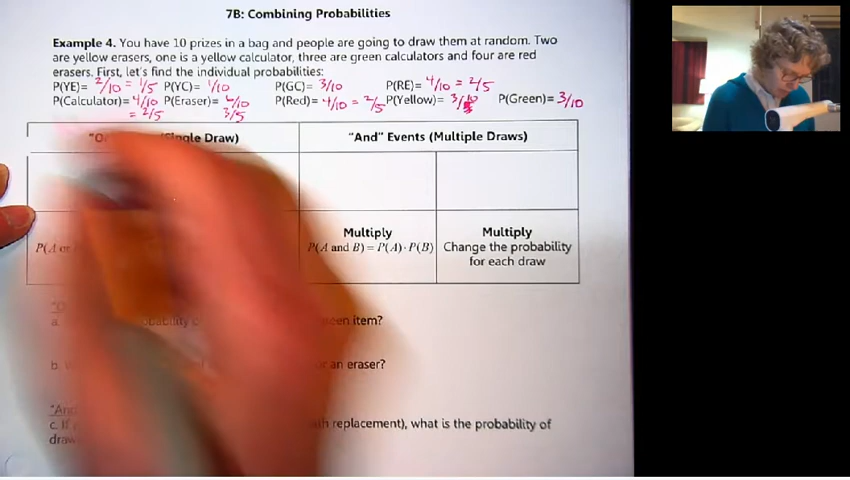 7B: Combining Probabilities
Example 4. You have 10 prizes in a bag and people are going to draw them at random. Two
are yellow erasers, one is a yellow calculator, three are green calculators and four are red
erasers. First, let's find the individual probabilities:
P(YE)= 2/10 = 1/5 P(YC)= 1/10 P(GC)= 3/10 P(RE)= 4/10 = 2/5
P(Calculator)= 4/10 P(Eraser)= 6/10 P(Red)= 4/10 = 2/5 P(Yellow)= 3/10 P(Green)= 3/10
= 2/5 3/5
Draw) "And" Events (Multiple Draws)
Multiply Multiply
P(A P(A and B) = P(A) · P(B) Change the probability
for each draw
a. item?
b. an eraser?
"And
c. If replacement), what is the probability of